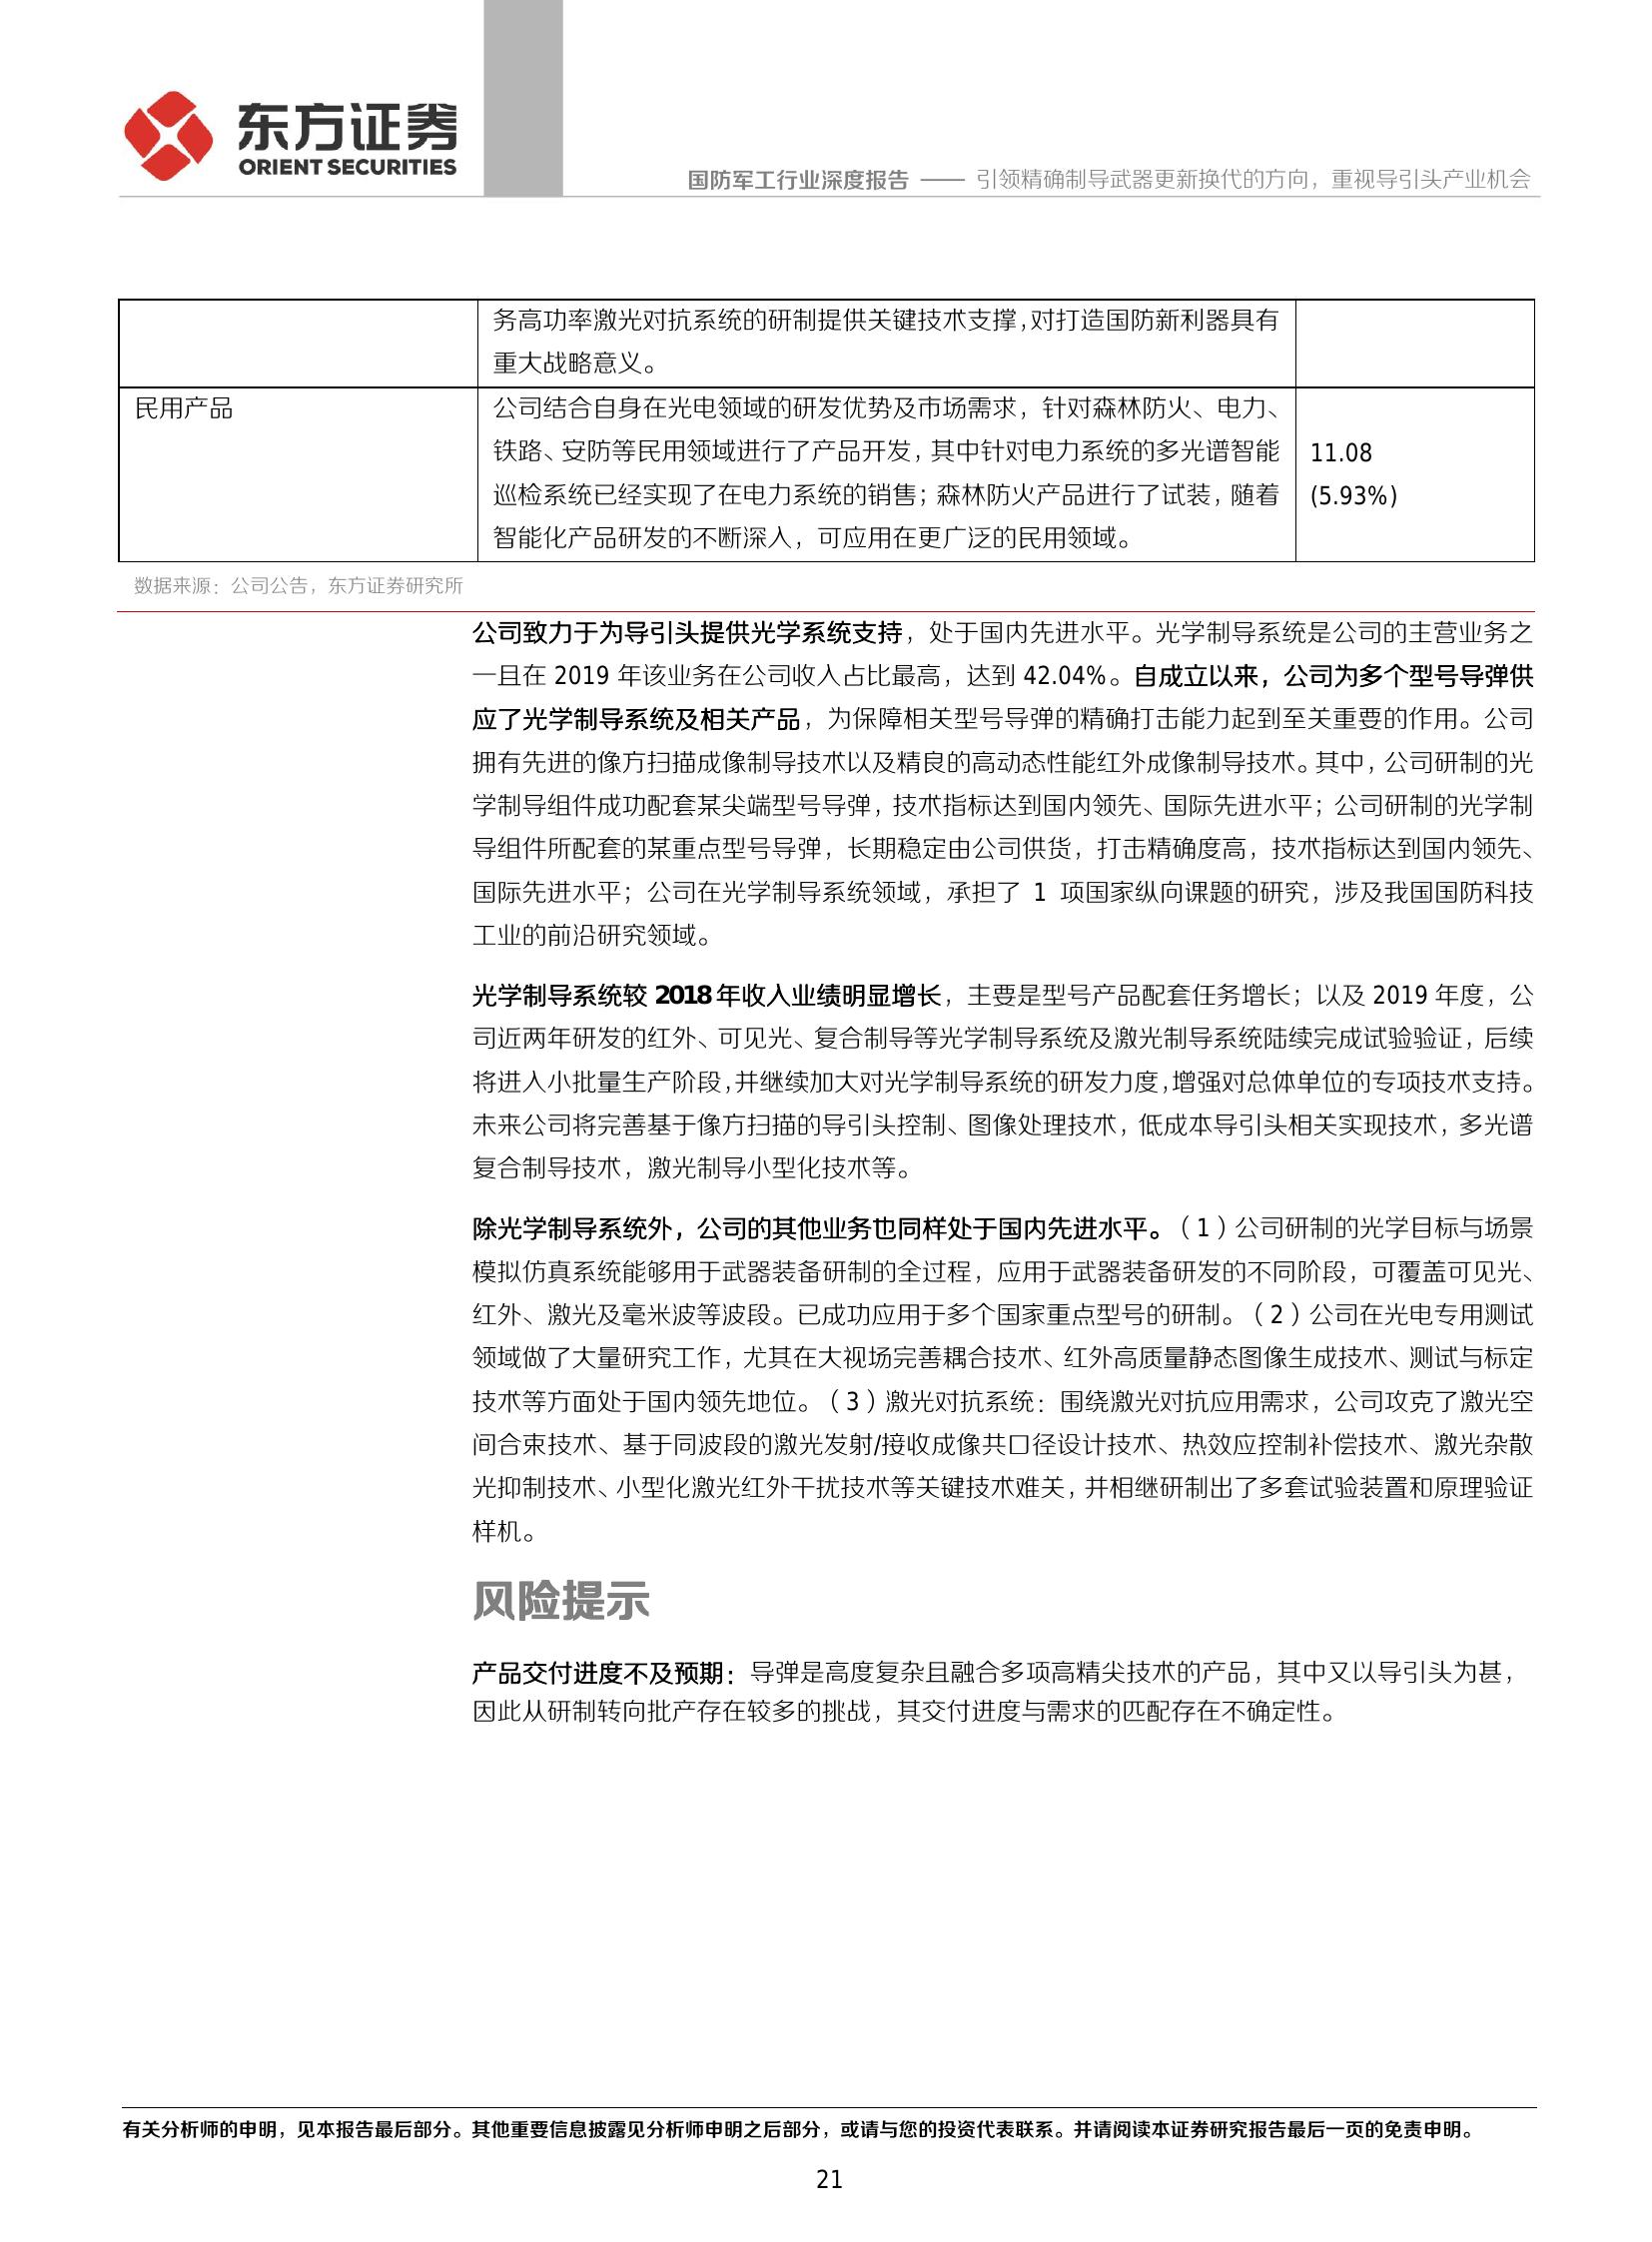 东方证券
ORIENT SECURITIES
国防军工行业深度报告 —— 引领精确制导武器更新换代的方向，重视导引头产业机会
务高功率激光对抗系统的研制提供关键技术支撑，对打造国防新利器具有
重大战略意义。
民用产品
公司结合自身在光电领域的研发优势及市场需求，针对森林防火、电力、
铁路、安防等民用领域进行了产品开发，其中针对电力系统的多光谱智能
巡检系统已经实现了在电力系统的销售；森林防火产品进行了试装，随着
智能化产品研发的不断深入，可应用在更广泛的民用领域。
11.08
(5.93%)
数据来源：公司公告，东方证券研究所
公司致力于为导引头提供光学系统支持，处于国内先进水平。光学制导系统是公司的主营业务之
一且在 2019 年该业务在公司收入占比最高，达到 42.04%。自成立以来，公司为多个型号导弹供
应了光学制导系统及相关产品，为保障相关型号导弹的精确打击能力起到至关重要的作用。公司
拥有先进的像方扫描成像制导技术以及精良的高动态性能红外成像制导技术。其中，公司研制的光
学制导组件成功配套某尖端型号导弹，技术指标达到国内领先、国际先进水平；公司研制的光学制
导组件所配套的某重点型号导弹，长期稳定由公司供货，打击精确度高，技术指标达到国内领先、
国际先进水平；公司在光学制导系统领域，承担了 1 项国家纵向课题的研究，涉及我国国防科技
工业的前沿研究领域。
光学制导系统较 2018 年收入业绩明显增长，主要是型号产品配套任务增长；以及 2019 年度，公
司近两年研发的红外、可见光、复合制导等光学制导系统及激光制导系统陆续完成试验验证，后续
将进入小批量生产阶段，并继续加大对光学制导系统的研发力度，增强对总体单位的专项技术支持。
未来公司将完善基于像方扫描的导引头控制、图像处理技术，低成本导引头相关实现技术，多光谱
复合制导技术，激光制导小型化技术等。
除光学制导系统外，公司的其他业务也同样处于国内先进水平。（1）公司研制的光学目标与场景
模拟仿真系统能够用于武器装备研制的全过程，应用于武器装备研发的不同阶段，可覆盖可见光、
红外、激光及毫米波等波段。已成功应用于多个国家重点型号的研制。（2）公司在光电专用测试
领域做了大量研究工作，尤其在大视场完善耦合技术、红外高质量静态图像生成技术、测试与标定
技术等方面处于国内领先地位。（3）激光对抗系统：围绕激光对抗应用需求，公司攻克了激光空
间合束技术、基于同波段的激光发射/接收成像共口径设计技术、热效应控制补偿技术、激光杂散
光抑制技术、小型化激光红外干扰技术等关键技术难关，并相继研制出了多套试验装置和原理验证
样机。
风险提示
产品交付进度不及预期：导弹是高度复杂且融合多项高精尖技术的产品，其中又以导引头为甚，
因此从研制转向批产存在较多的挑战，其交付进度与需求的匹配存在不确定性。
有关分析师的申明，见本报告最后部分。其他重要信息披露见分析师申明之后部分，或请与您的投资代表联系。并请阅读本证券研究报告最后一页的免责申明。
21